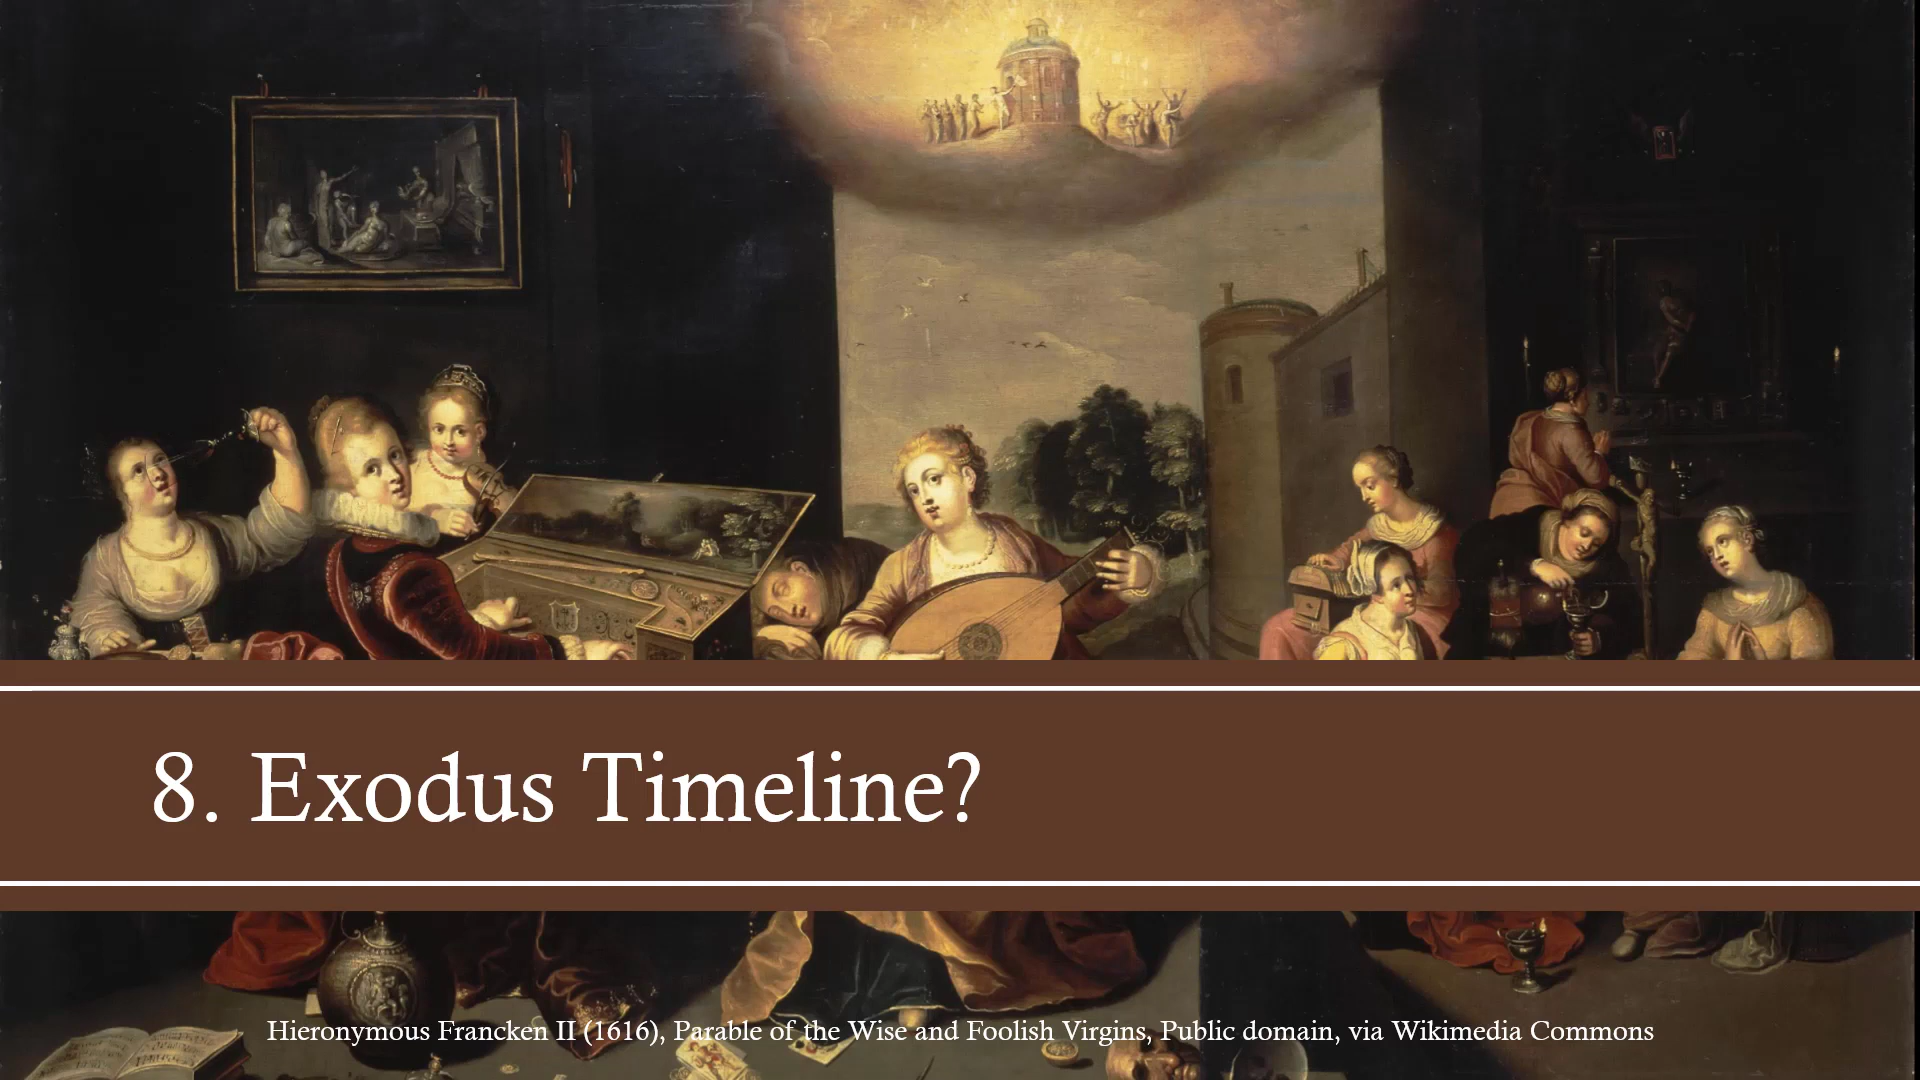 8. Exodus Timeline?
Hieronymous Francken II (1616), Parable of the Wise and Foolish Virgins, Public domain, via Wikimedia Commons